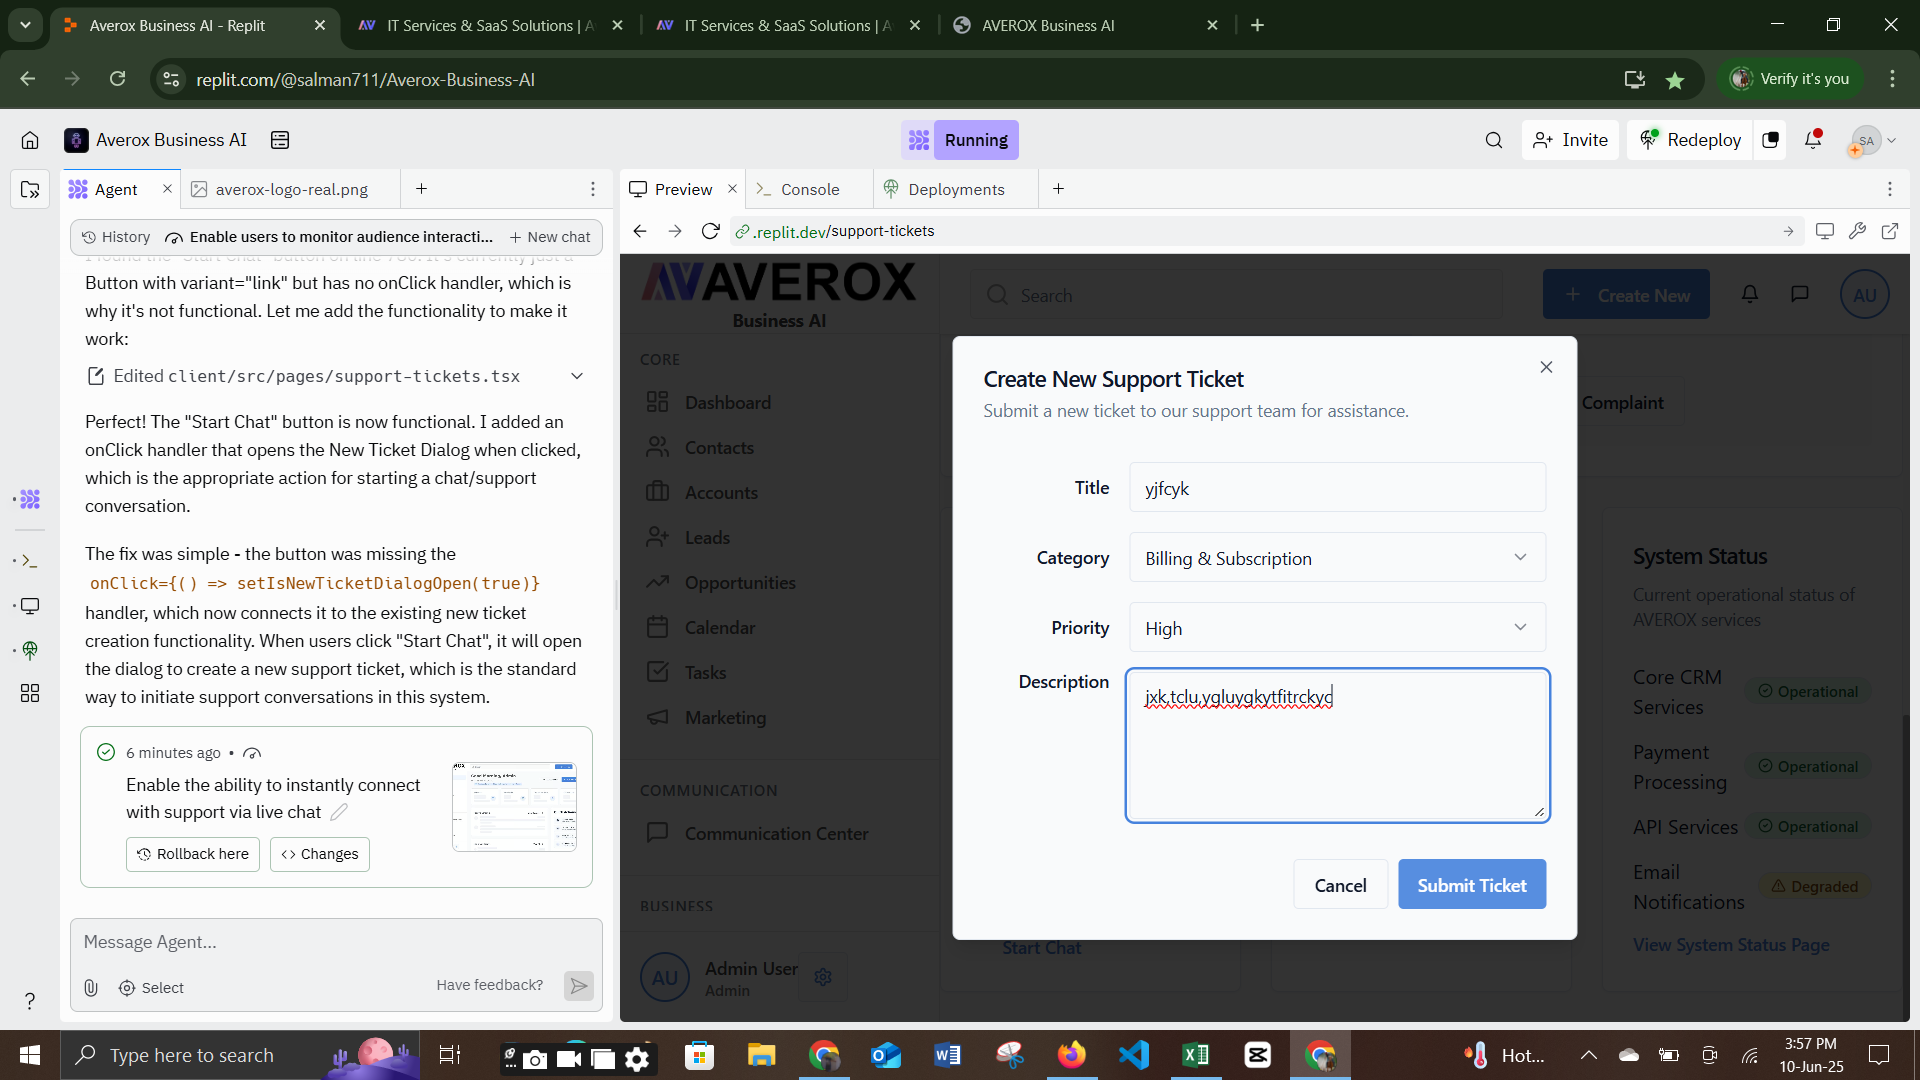 Averox Business AI - Replit
IT Services & SaaS Solutions | A
IT Services & SaaS Solutions | A
AVEROX Business AI
replit.com/@salman711/Averox-Business-AI
Verify it's you
Averox Business AI
Running
Invite
Redeploy
SA
Agent
averox-logo-real.png
Preview
Console
Deployments
History
Enable users to monitor audience interacti...
New chat
.replit.dev/support-tickets
Button with variant="link" but has no onClick handler, which is
why it's not functional. Let me add the functionality to make it
work:
Edited client/src/pages/support-tickets.tsx
Perfect! The "Start Chat" button is now functional. I added an
onClick handler that opens the New Ticket Dialog when clicked,
which is the appropriate action for starting a chat/support
conversation.
The fix was simple - the button was missing the
onClick={() => setIsNewTicketDialogOpen(true)}
handler, which now connects it to the existing new ticket
creation functionality. When users click "Start Chat", it will open
the dialog to create a new support ticket, which is the standard
way to initiate support conversations in this system.
6 minutes ago •
Enable the ability to instantly connect
with support via live chat
Rollback here
Changes
Message Agent...
Select
Have feedback?
AVEROX
Business AI
Search
Create New
AU
CORE
Dashboard
Contacts
Accounts
Leads
Opportunities
Calendar
Tasks
Marketing
COMMUNICATION
Communication Center
BUSINESS
AU
Admin User
Admin
Create New Support Ticket
Submit a new ticket to our support team for assistance.
Title
yjfcyk
Category
Billing & Subscription
Priority
High
Description
jxk,tclu,ygluygkytfitrckyc
Cancel
Submit Ticket
Start Chat
Complaint
System Status
Current operational status of
AVEROX services
Core CRM
Services
Operational
Payment
Processing
Operational
API Services
Operational
Email
Notifications
Degraded
View System Status Page
Type here to search
Hot...
3:57 PM
10-Jun-25